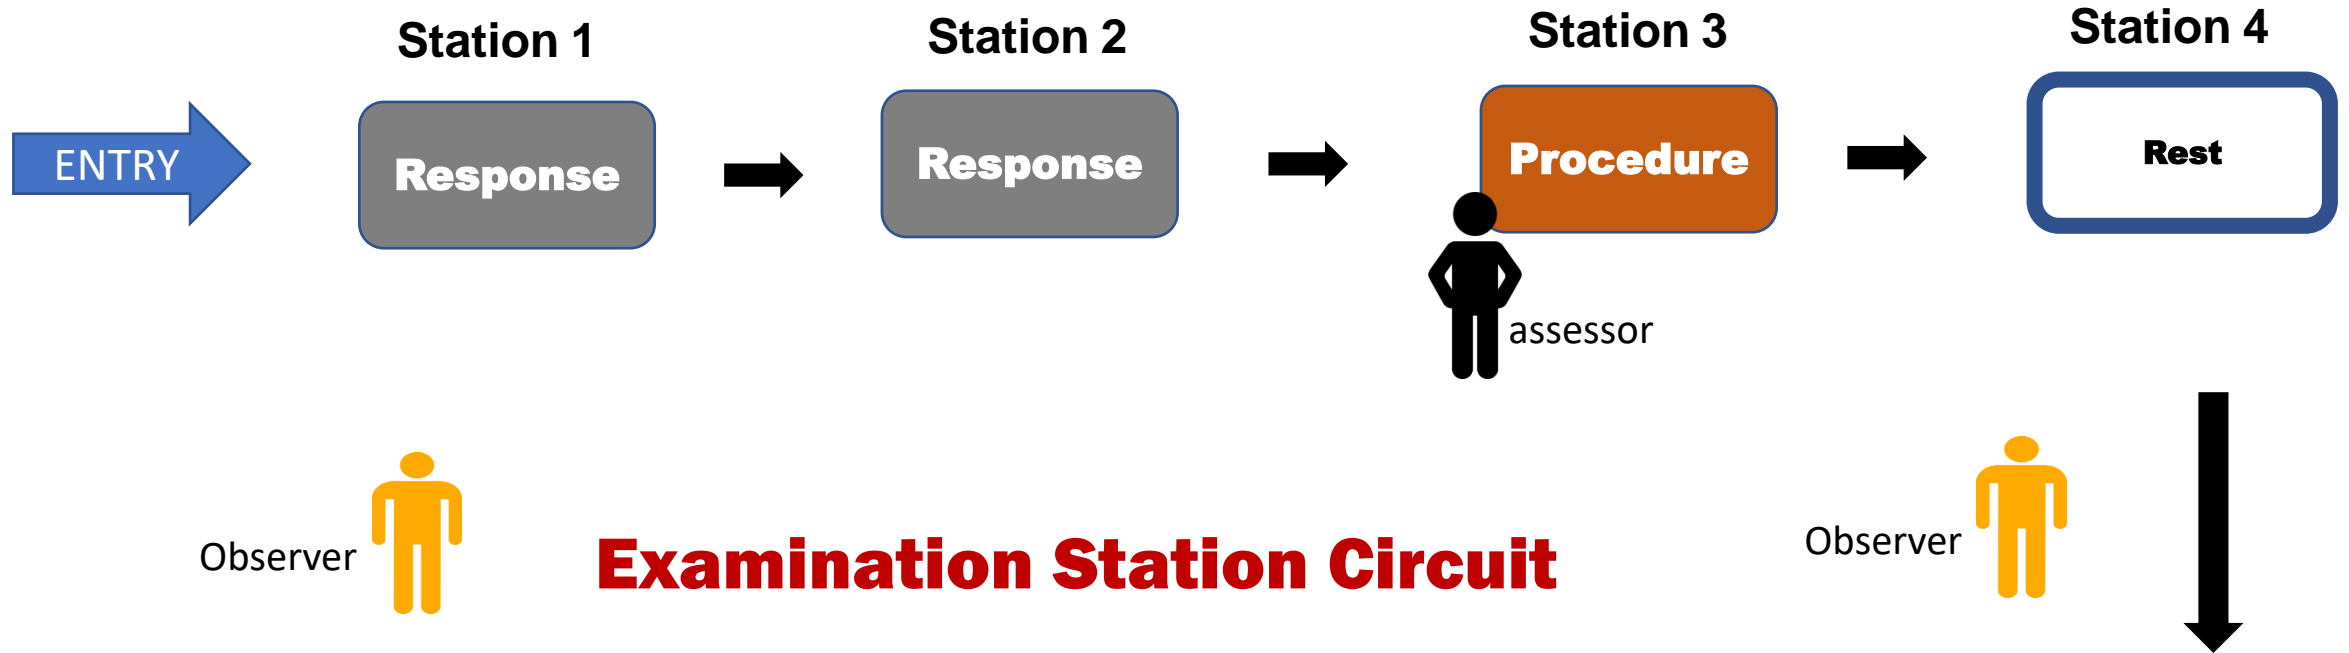 Station 1
Station 2
Station 3
Station 4
ENTRY
Response
Response
Procedure
Rest
assessor
Observer
Examination Station Circuit
Observer